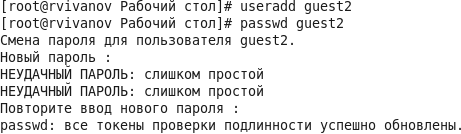 [root@rvivanov Рабочий стол]# useradd guest2
[root@rvivanov Рабочий стол]# passwd guest2
Смена пароля для пользователя guest2.
Новый пароль :
НЕУДАЧНЫЙ ПАРОЛЬ: слишком простой
НЕУДАЧНЫЙ ПАРОЛЬ: слишком простой
Повторите ввод нового пароля :
passwd: все токены проверки подлинности успешно обновлены.